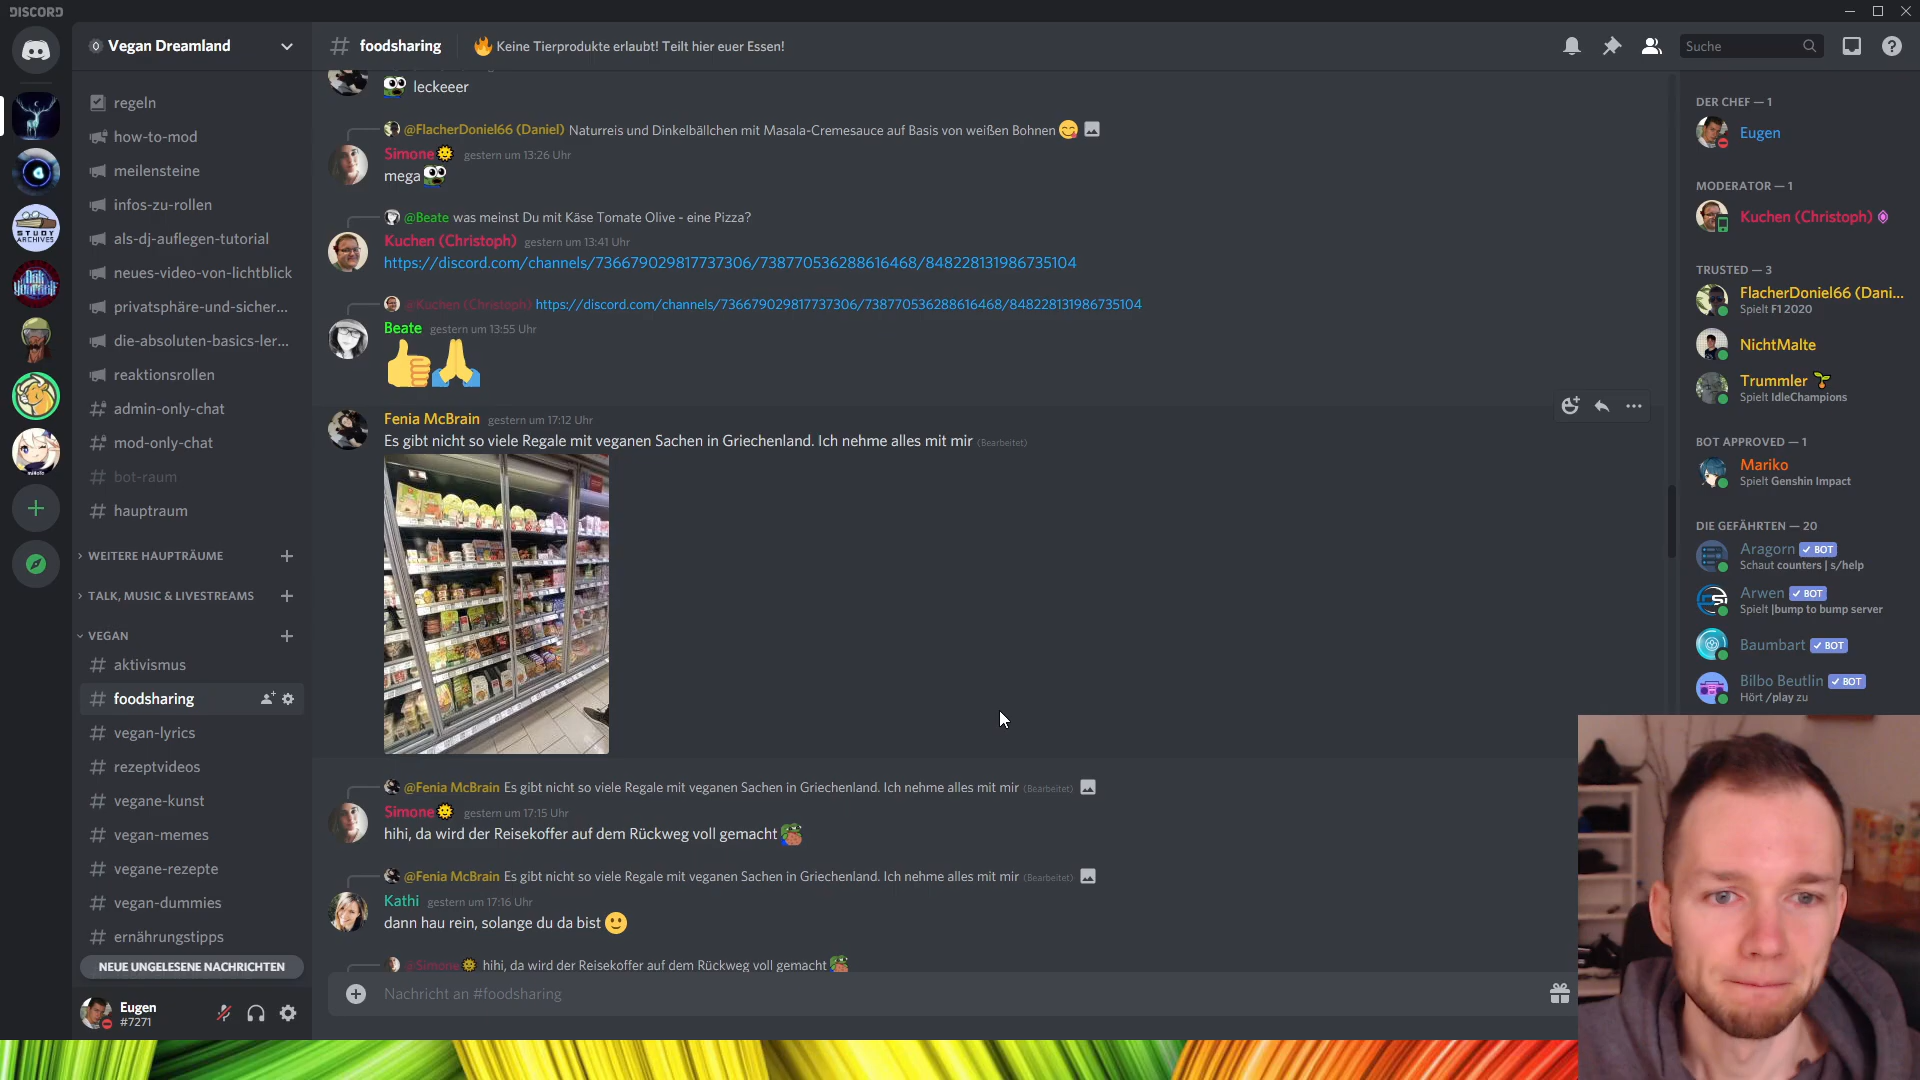 DISCORD
Vegan Dreamland
regeln
how-to-mod
meilensteine
infos-zu-rollen
als-dj-auflegen-tutorial
neues-video-von-lichtblick
privatsphäre-und-sicher...
die-absoluten-basics-ler...
reaktionsrollen
admin-only-chat
mod-only-chat
bot-raum
hauptraum
WEITERE HAUPTRÄUME
TALK, MUSIC & LIVESTREAMS
VEGAN
aktivismus
foodsharing
vegan-lyrics
rezeptvideos
vegane-kunst
vegan-memes
vegane-rezepte
vegan-dummies
ernährungstipps
NEUE UNGELESENE NACHRICHTEN
Eugen
#7271
STUDY
ARCHIVES
foodsharing
🔥 Keine Tierprodukte erlaubt! Teilt hier euer Essen!
Suche
leckeeer
@FlacherDoniel66 (Daniel) Naturreis und Dinkelbällchen mit Masala-Cremesauce auf Basis von weißen Bohnen 😋
Simone🌞 gestern um 13:26 Uhr
mega
@Beate was meinst Du mit Käse Tomate Olive - eine Pizza?
Kuchen (Christoph) gestern um 13:41 Uhr
https://discord.com/channels/736679029817737306/738770536288616468/848228131986735104
@Kuchen (Christoph) https://discord.com/channels/736679029817737306/738770536288616468/848228131986735104
Beate gestern um 13:55 Uhr
👍🙏
Fenia McBrain gestern um 17:12 Uhr
Es gibt nicht so viele Regale mit veganen Sachen in Griechenland. Ich nehme alles mit mir (Bearbeitet)
@Fenia McBrain Es gibt nicht so viele Regale mit veganen Sachen in Griechenland. Ich nehme alles mit mir (Bearbeitet)
Simone🌞 gestern um 17:15 Uhr
hihi, da wird der Reisekoffer auf dem Rückweg voll gemacht
@Fenia McBrain Es gibt nicht so viele Regale mit veganen Sachen in Griechenland. Ich nehme alles mit mir (Bearbeitet)
Kathi gestern um 17:16 Uhr
dann hau rein, solange du da bist 🙂
@Simone🌞 hihi, da wird der Reisekoffer auf dem Rückweg voll gemacht
Nachricht an #foodsharing
DER CHEF — 1
Eugen
MODERATOR — 1
Kuchen (Christoph)
TRUSTED — 3
FlacherDoniel66 (Dani...
Spielt F1 2020
NichtMalte
Trummler 🌱
Spielt IdleChampions
BOT APPROVED — 1
Mariko
Spielt Genshin Impact
DIE GEFÄHRTEN — 20
Aragorn ✓ BOT
Schaut counters | s/help
Arwen ✓ BOT
Spielt |bump to bump server
Baumbart ✓ BOT
Bilbo Beutlin ✓ BOT
Hört /play zu